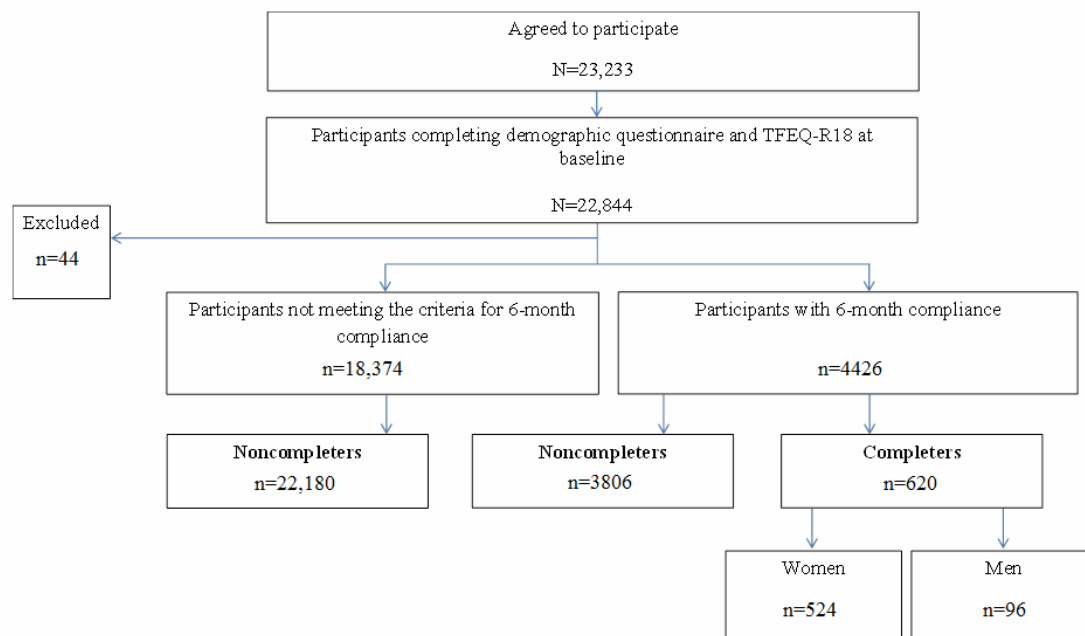 Agreed to participate
N=23,233
Participants completing demographic questionnaire and TFEQ-R18 at
baseline
N=22,844
Excluded
n=44
Participants not meeting the criteria for 6-month
compliance
n=18,374
Participants with 6-month compliance
n=4426
Noncompleters
n=22,180
Noncompleters
n=3806
Completers
n=620
Women
n=524
Men
n=96